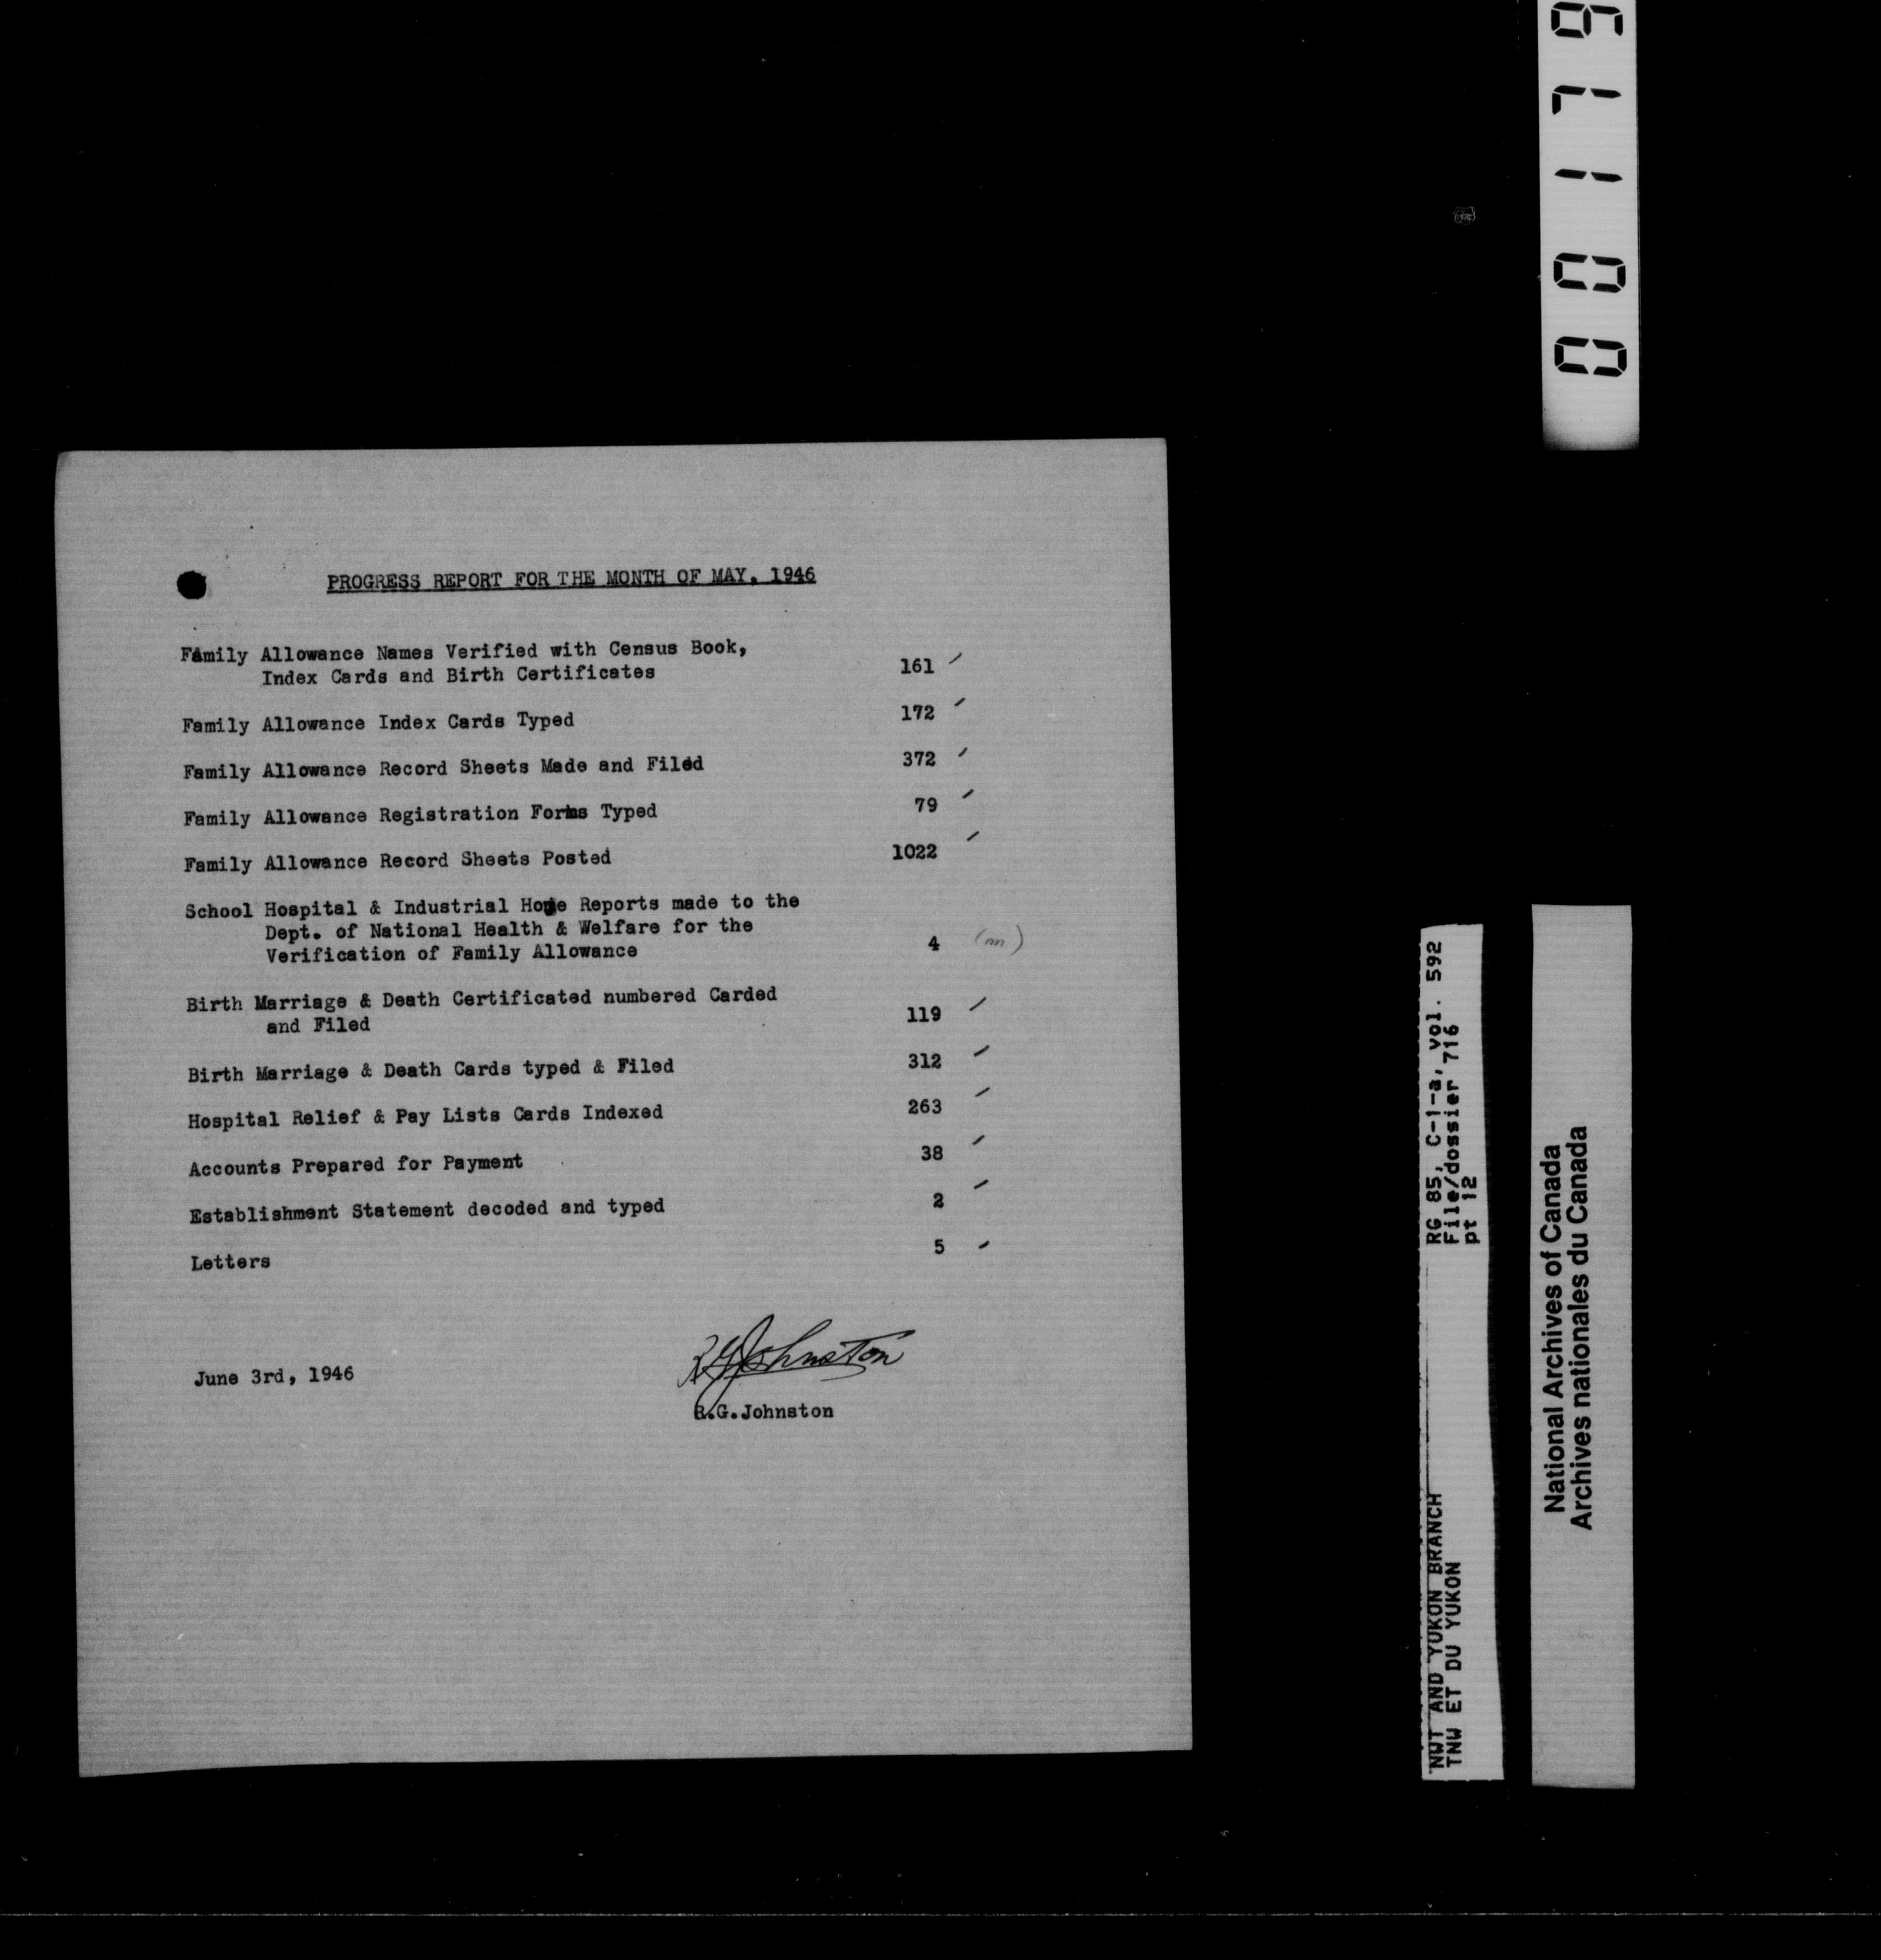 PROGRESS REPORT FOR THE MONTH OF MAY, 1946
Family Allowance Names Verified with Census Book,
Index Cards and Birth Certificates 161
Family Allowance Index Cards Typed 172
Family Allowance Record Sheets Made and Filed 372
Family Allowance Registration Forms Typed 79
Family Allowance Record Sheets Posted 1022
School Hospital & Industrial Home Reports made to the
Dept. of National Health & Welfare for the
Verification of Family Allowance 4 (m)
Birth Marriage & Death Certificated numbered Carded
and Filed 119
Birth Marriage & Death Cards typed & Filed 312
Hospital Relief & Pay Lists Cards Indexed 263
Accounts Prepared for Payment 38
Establishment Statement decoded and typed 2
Letters 5
RGJohnston
June 3rd, 1946
R.G.Johnston
RG 85, C-1-a, vol. 592
File/dossier 716
pt 12
NWT AND YUKON BRANCH
TNW ET DU YUKON
National Archives of Canada
Archives nationales du Canada